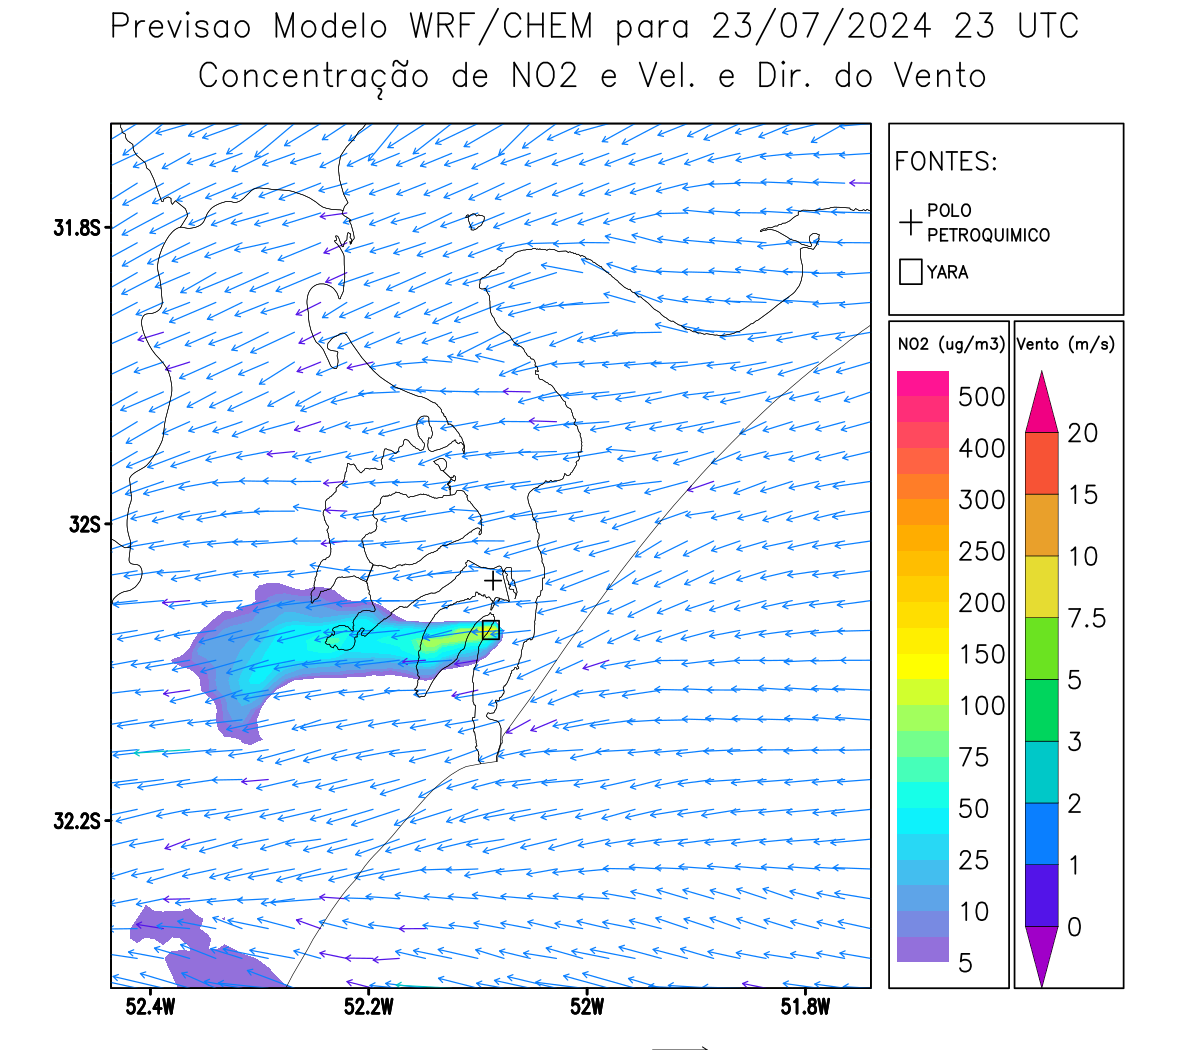 Previsao Modelo WRF/CHEM para 23/07/2024 23 UTC
Concentração de NO2 e Vel. e Dir. do Vento
FONTES:
POLO
PETROQUIMICO
YARA
NO2 (ug/m3)
500
400
300
250
200
150
100
75
50
25
10
5
Vento (m/s)
20
15
10
7.5
5
3
2
1
0
31.8S
32S
32.2S
52.4W
52.2W
52W
51.8W